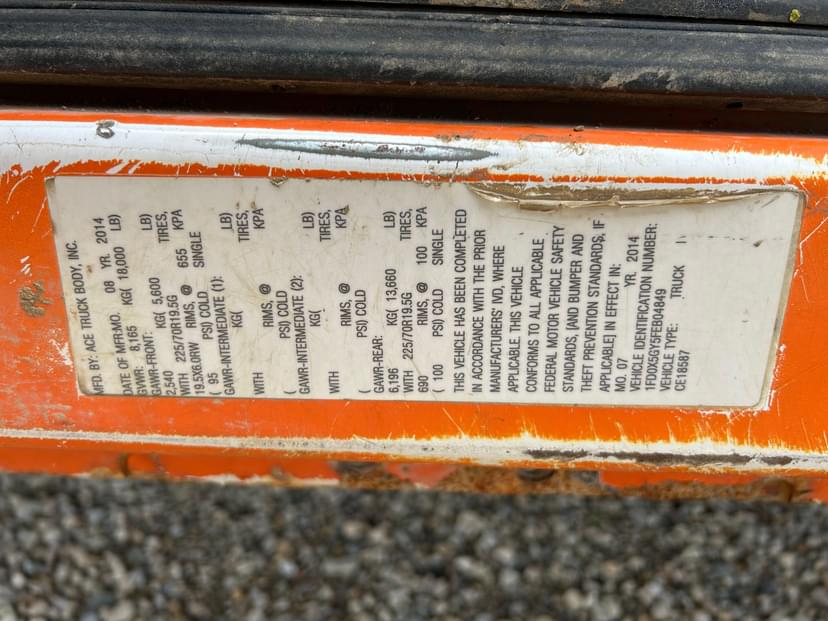 MFD. BY: ACE TRUCK BODY, INC.
DATE OF MFR:MO. 08 YR. 2014
GVWR: 8,165 KG( 18,000 LB)
GAWR-FRONT:
2,540 KG( 5,600 LB)
WITH 225/70R19.5G TIRES,
19.5X6.0RW RIMS, @ 655 KPA
( 95 PSI) COLD SINGLE
GAWR-INTERMEDIATE (1):
KG( LB)
WITH TIRES,
RIMS, @ KPA
( PSI) COLD
GAWR-INTERMEDIATE (2):
KG( LB)
WITH TIRES,
RIMS, @ KPA
( PSI) COLD
GAWR-REAR:
6,196 KG( 13,660 LB)
WITH 225/70R19.5G TIRES,
690 RIMS, @ 100 KPA
( 100 PSI) COLD SINGLE
THIS VEHICLE HAS BEEN COMPLETED
IN ACCORDANCE WITH THE PRIOR
MANUFACTURERS' IVD, WHERE
APPLICABLE. THIS VEHICLE
CONFORMS TO ALL APPLICABLE
FEDERAL MOTOR VEHICLE SAFETY
STANDARDS, [AND BUMPER AND
THEFT PREVENTION STANDARDS, IF
APPLICABLE] IN EFFECT IN:
MO. 07 YR. 2014
VEHICLE IDENTIFICATION NUMBER:
1FD0X5GY5FEB04849
VEHICLE TYPE: TRUCK
CE18587